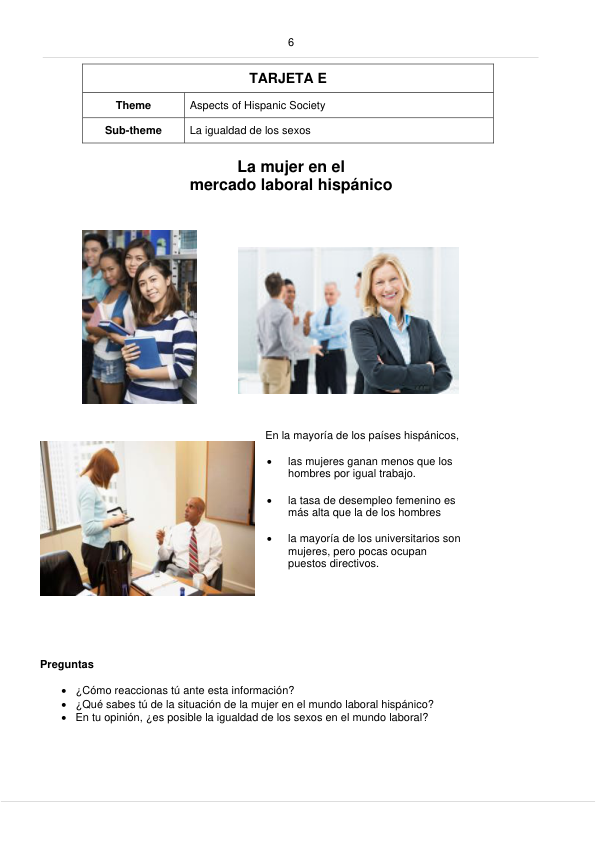 6
TARJETA E
Theme
Aspects of Hispanic Society
Sub-theme
La igualdad de los sexos
La mujer en el
mercado laboral hispánico
En la mayoría de los países hispánicos,
• las mujeres ganan menos que los
hombres por igual trabajo.
• la tasa de desempleo femenino es
más alta que la de los hombres
• la mayoría de los universitarios son
mujeres, pero pocas ocupan
puestos directivos.
Preguntas
• ¿Cómo reaccionas tú ante esta información?
• ¿Qué sabes tú de la situación de la mujer en el mundo laboral hispánico?
• En tu opinión, ¿es posible la igualdad de los sexos en el mundo laboral?